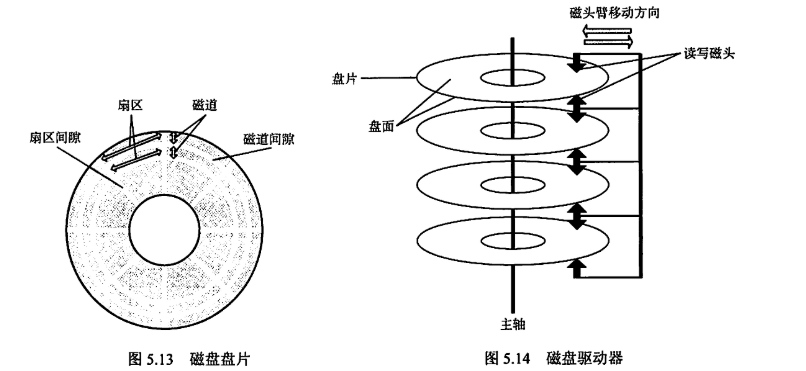 扇区
磁道
扇区间隙
磁道间隙
图 5.13 磁盘盘片
磁头臂移动方向
读写磁头
盘片
盘面
主轴
图 5.14 磁盘驱动器